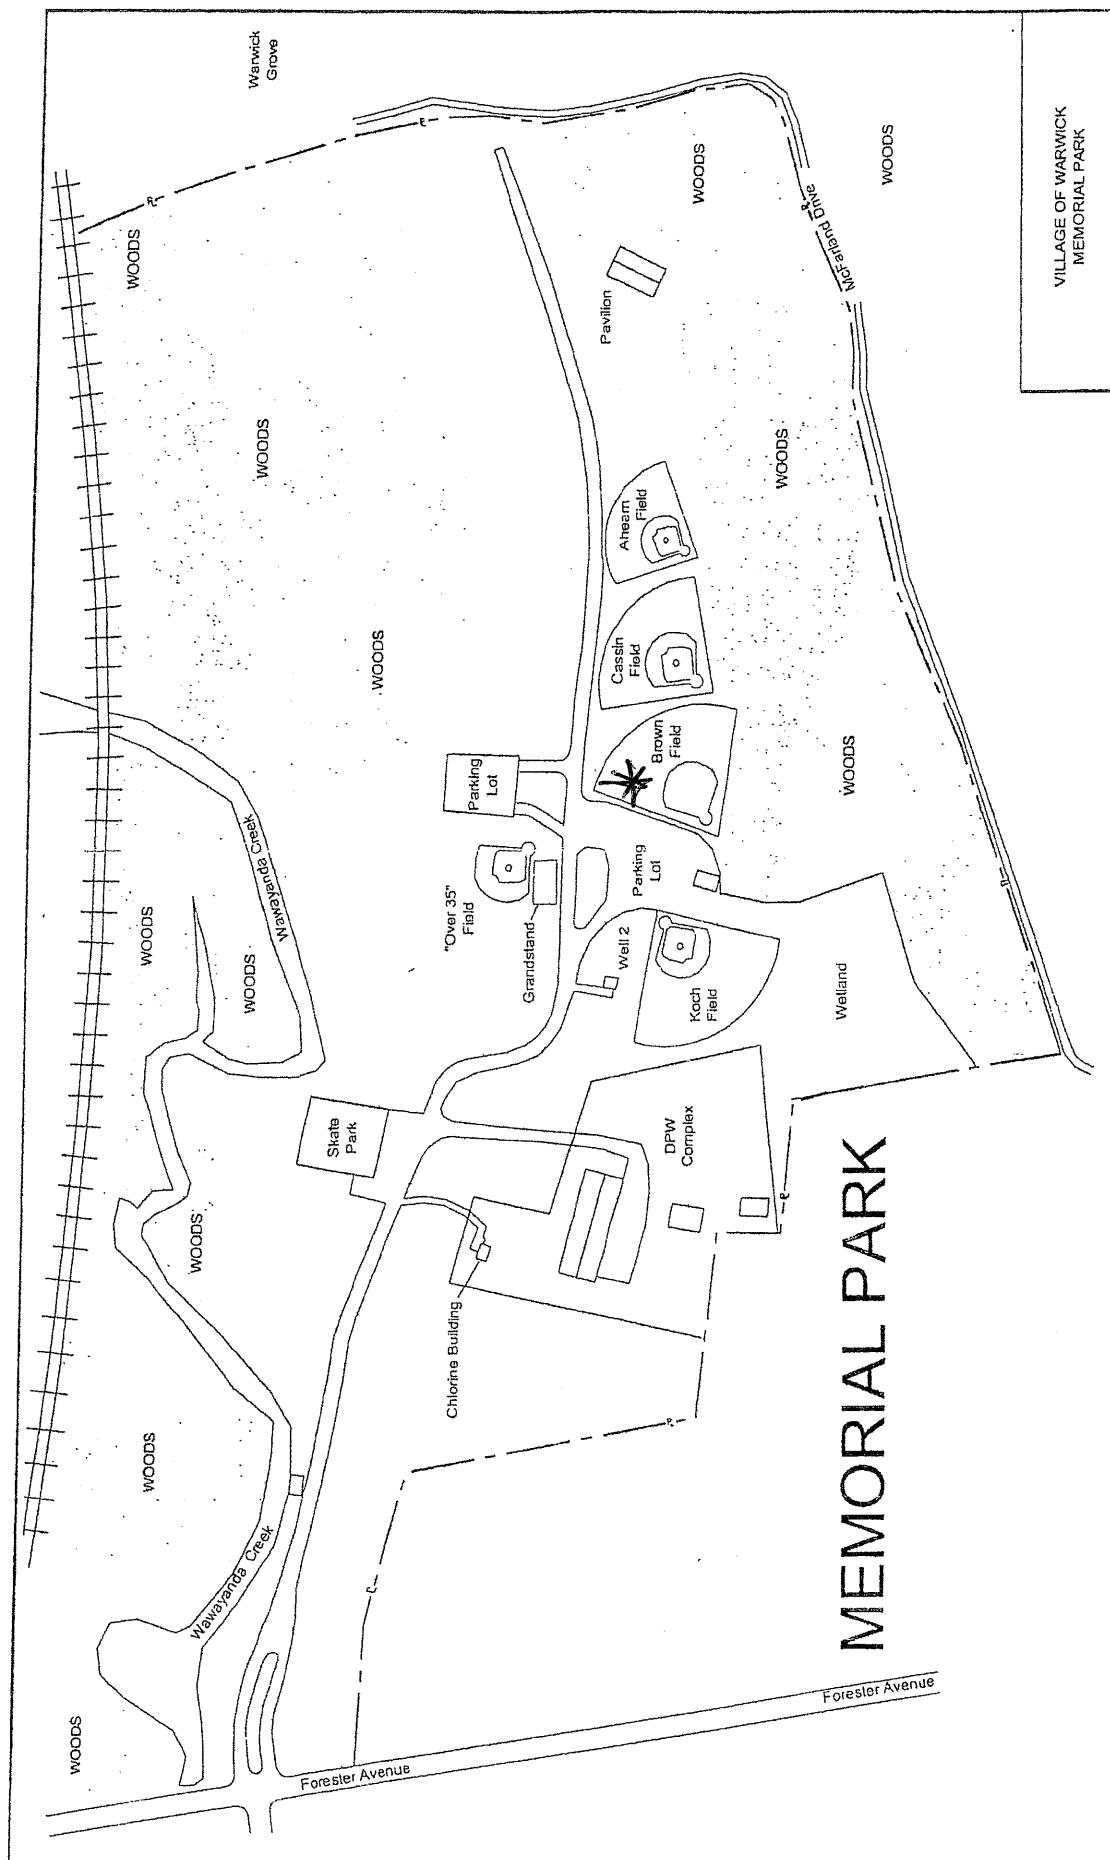 Warwick
Grove
WOODS
WOODS
WOODS
McFarland Drive
WOODS
Pavilion
WOODS
WOODS
Ahearn
Field
Cassin
Field
WOODS
Brown
Field
WOODS
Parking
Lot
Wawayanda Creek
"Over 35"
Field
Parking
Lot
Grandstand
Well 2
Koch
Field
Wetland
WOODS
WOODS
Skate
Park
DPW
Complex
WOODS
Chlorine Building
WOODS
Wawayanda Creek
WOODS
Forester Avenue
Forester Avenue
MEMORIAL PARK
VILLAGE OF WARWICK
MEMORIAL PARK